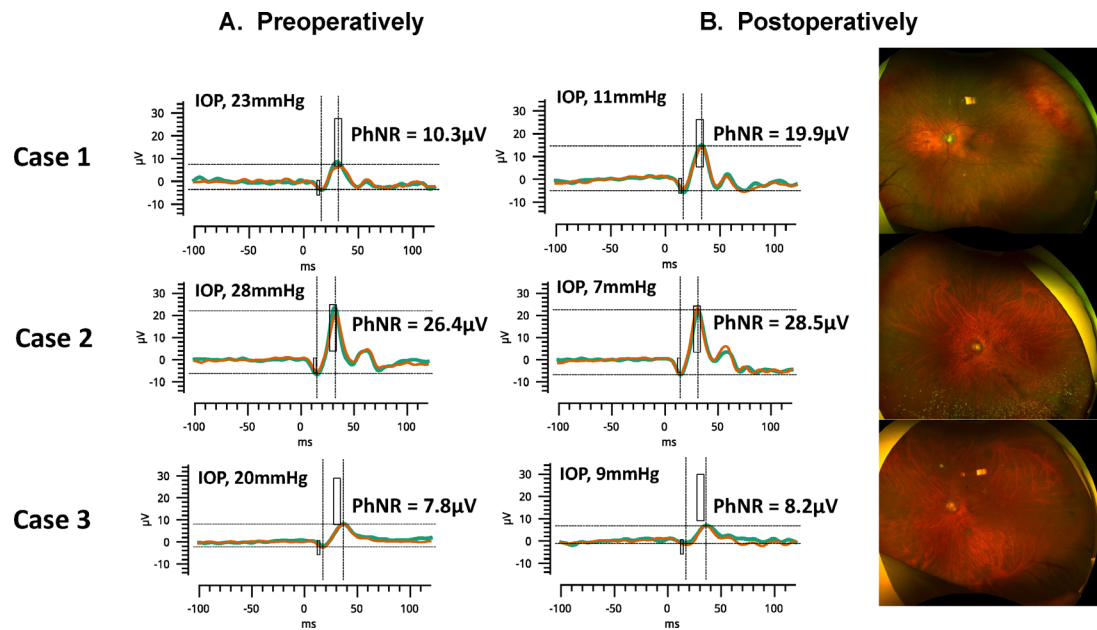 A.  Preoperatively
B.  Postoperatively
Case 1
IOP, 23mmHg
PhNR = 10.3μV
30
20
10
0
-10
μV
-100
-50
0
50
100
ms
IOP, 11mmHg
PhNR = 19.9μV
30
20
10
0
-10
μV
-100
-50
0
50
100
ms
Case 2
IOP, 28mmHg
PhNR = 26.4μV
30
20
10
0
-10
μV
-100
-50
0
50
100
ms
IOP, 7mmHg
PhNR = 28.5μV
30
20
10
0
-10
μV
-100
-50
0
50
100
ms
Case 3
IOP, 20mmHg
PhNR = 7.8μV
30
20
10
0
-10
μV
-100
-50
0
50
100
ms
IOP, 9mmHg
PhNR = 8.2μV
30
20
10
0
-10
μV
-100
-50
0
50
100
ms